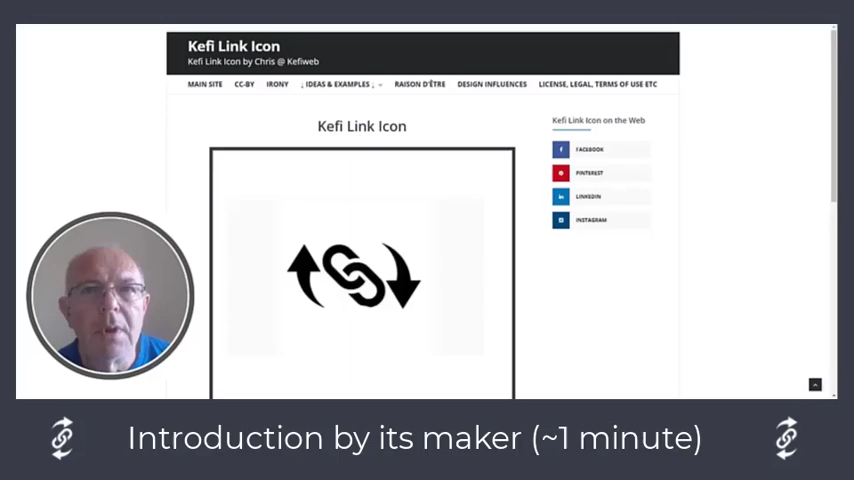 Kefi Link Icon
Kefi Link Icon by Chris @ Kefiweb
MAIN SITE CC-BY IRONY ↓ IDEAS & EXAMPLES ↓ RAISON D'ÊTRE DESIGN INFLUENCES LICENSE, LEGAL, TERMS OF USE ETC
Kefi Link Icon
Kefi Link Icon on the Web
FACEBOOK
PINTEREST
LINKEDIN
INSTAGRAM
Introduction by its maker (~1 minute)